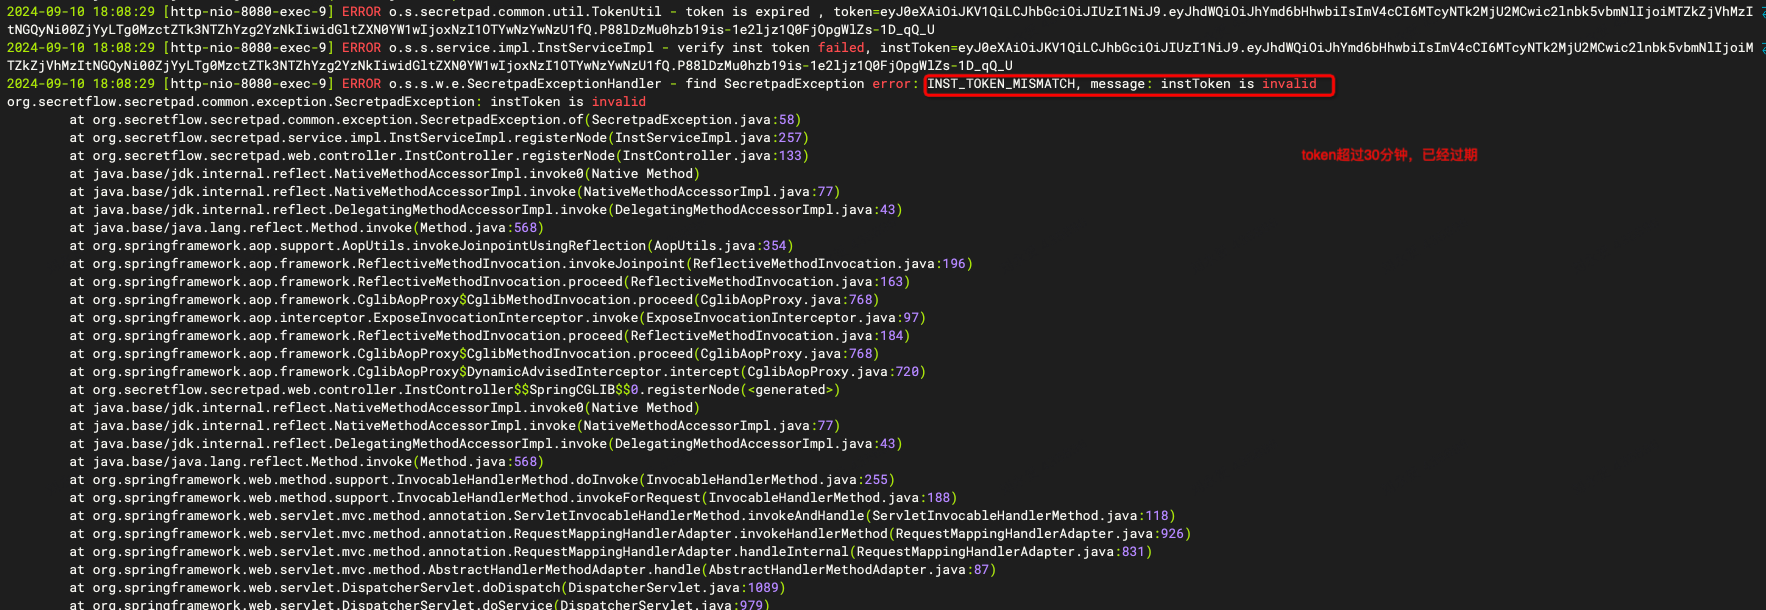 2024-09-10 18:08:29 [http-nio-8080-exec-9] ERROR o.s.secretpad.common.util.TokenUtil - token is expired , token=eyJ0eXAiOiJKV1QiLCJhbGciOiJIUzI1NiJ9.eyJhdWQiOiJhYmd6bHhwbiIsImV4cCI6MTcyNTk2MjU2MCwic2lnbk5vbmNlIjoiMTZkZjVhMzI
tNGQyNi00ZjYyLTg0MzctZTk3NTZhYzg2YzNkIiwidGltZXN0YW1wIjoxNzI1OTYwNzYwNzU1fQ.P88lDzMu0hzb19is-1e2ljz1Q0FjOpgWlZs-1D_qQ_U
2024-09-10 18:08:29 [http-nio-8080-exec-9] ERROR o.s.s.service.impl.InstServiceImpl - verify inst token failed, instToken=eyJ0eXAiOiJKV1QiLCJhbGciOiJIUzI1NiJ9.eyJhdWQiOiJhYmd6bHhwbiIsImV4cCI6MTcyNTk2MjU2MCwic2lnbk5vbmNlIjoiM
TZkZjVhMzItNGQyNi00ZjYyLTg0MzctZTk3NTZhYzg2YzNkIiwidGltZXN0YW1wIjoxNzI1OTYwNzYwNzU1fQ.P88lDzMu0hzb19is-1e2ljz1Q0FjOpgWlZs-1D_qQ_U
2024-09-10 18:08:29 [http-nio-8080-exec-9] ERROR o.s.s.w.e.SecretpadExceptionHandler - find SecretpadException error: INST_TOKEN_MISMATCH, message: instToken is invalid
org.secretflow.secretpad.common.exception.SecretpadException: instToken is invalid
at org.secretflow.secretpad.common.exception.SecretpadException.of(SecretpadException.java:58)
at org.secretflow.secretpad.service.impl.InstServiceImpl.registerNode(InstServiceImpl.java:257)
at org.secretflow.secretpad.web.controller.InstController.registerNode(InstController.java:133)
token超过30分钟，已经过期
at java.base/jdk.internal.reflect.NativeMethodAccessorImpl.invoke0(Native Method)
at java.base/jdk.internal.reflect.NativeMethodAccessorImpl.invoke(NativeMethodAccessorImpl.java:77)
at java.base/jdk.internal.reflect.DelegatingMethodAccessorImpl.invoke(DelegatingMethodAccessorImpl.java:43)
at java.base/java.lang.reflect.Method.invoke(Method.java:568)
at org.springframework.aop.support.AopUtils.invokeJoinpointUsingReflection(AopUtils.java:354)
at org.springframework.aop.framework.ReflectiveMethodInvocation.invokeJoinpoint(ReflectiveMethodInvocation.java:196)
at org.springframework.aop.framework.ReflectiveMethodInvocation.proceed(ReflectiveMethodInvocation.java:163)
at org.springframework.aop.framework.CglibAopProxy$CglibMethodInvocation.proceed(CglibAopProxy.java:768)
at org.springframework.aop.interceptor.ExposeInvocationInterceptor.invoke(ExposeInvocationInterceptor.java:97)
at org.springframework.aop.framework.ReflectiveMethodInvocation.proceed(ReflectiveMethodInvocation.java:184)
at org.springframework.aop.framework.CglibAopProxy$CglibMethodInvocation.proceed(CglibAopProxy.java:768)
at org.springframework.aop.framework.CglibAopProxy$DynamicAdvisedInterceptor.intercept(CglibAopProxy.java:720)
at org.secretflow.secretpad.web.controller.InstController$$SpringCGLIB$$0.registerNode(<generated>)
at java.base/jdk.internal.reflect.NativeMethodAccessorImpl.invoke0(Native Method)
at java.base/jdk.internal.reflect.NativeMethodAccessorImpl.invoke(NativeMethodAccessorImpl.java:77)
at java.base/jdk.internal.reflect.DelegatingMethodAccessorImpl.invoke(DelegatingMethodAccessorImpl.java:43)
at java.base/java.lang.reflect.Method.invoke(Method.java:568)
at org.springframework.web.method.support.InvocableHandlerMethod.doInvoke(InvocableHandlerMethod.java:255)
at org.springframework.web.method.support.InvocableHandlerMethod.invokeForRequest(InvocableHandlerMethod.java:188)
at org.springframework.web.servlet.mvc.method.annotation.ServletInvocableHandlerMethod.invokeAndHandle(ServletInvocableHandlerMethod.java:118)
at org.springframework.web.servlet.mvc.method.annotation.RequestMappingHandlerAdapter.invokeHandlerMethod(RequestMappingHandlerAdapter.java:926)
at org.springframework.web.servlet.mvc.method.annotation.RequestMappingHandlerAdapter.handleInternal(RequestMappingHandlerAdapter.java:831)
at org.springframework.web.servlet.mvc.method.AbstractHandlerMethodAdapter.handle(AbstractHandlerMethodAdapter.java:87)
at org.springframework.web.servlet.DispatcherServlet.doDispatch(DispatcherServlet.java:1089)
at org.springframework.web.servlet.DispatcherServlet.doService(DispatcherServlet.java:979)